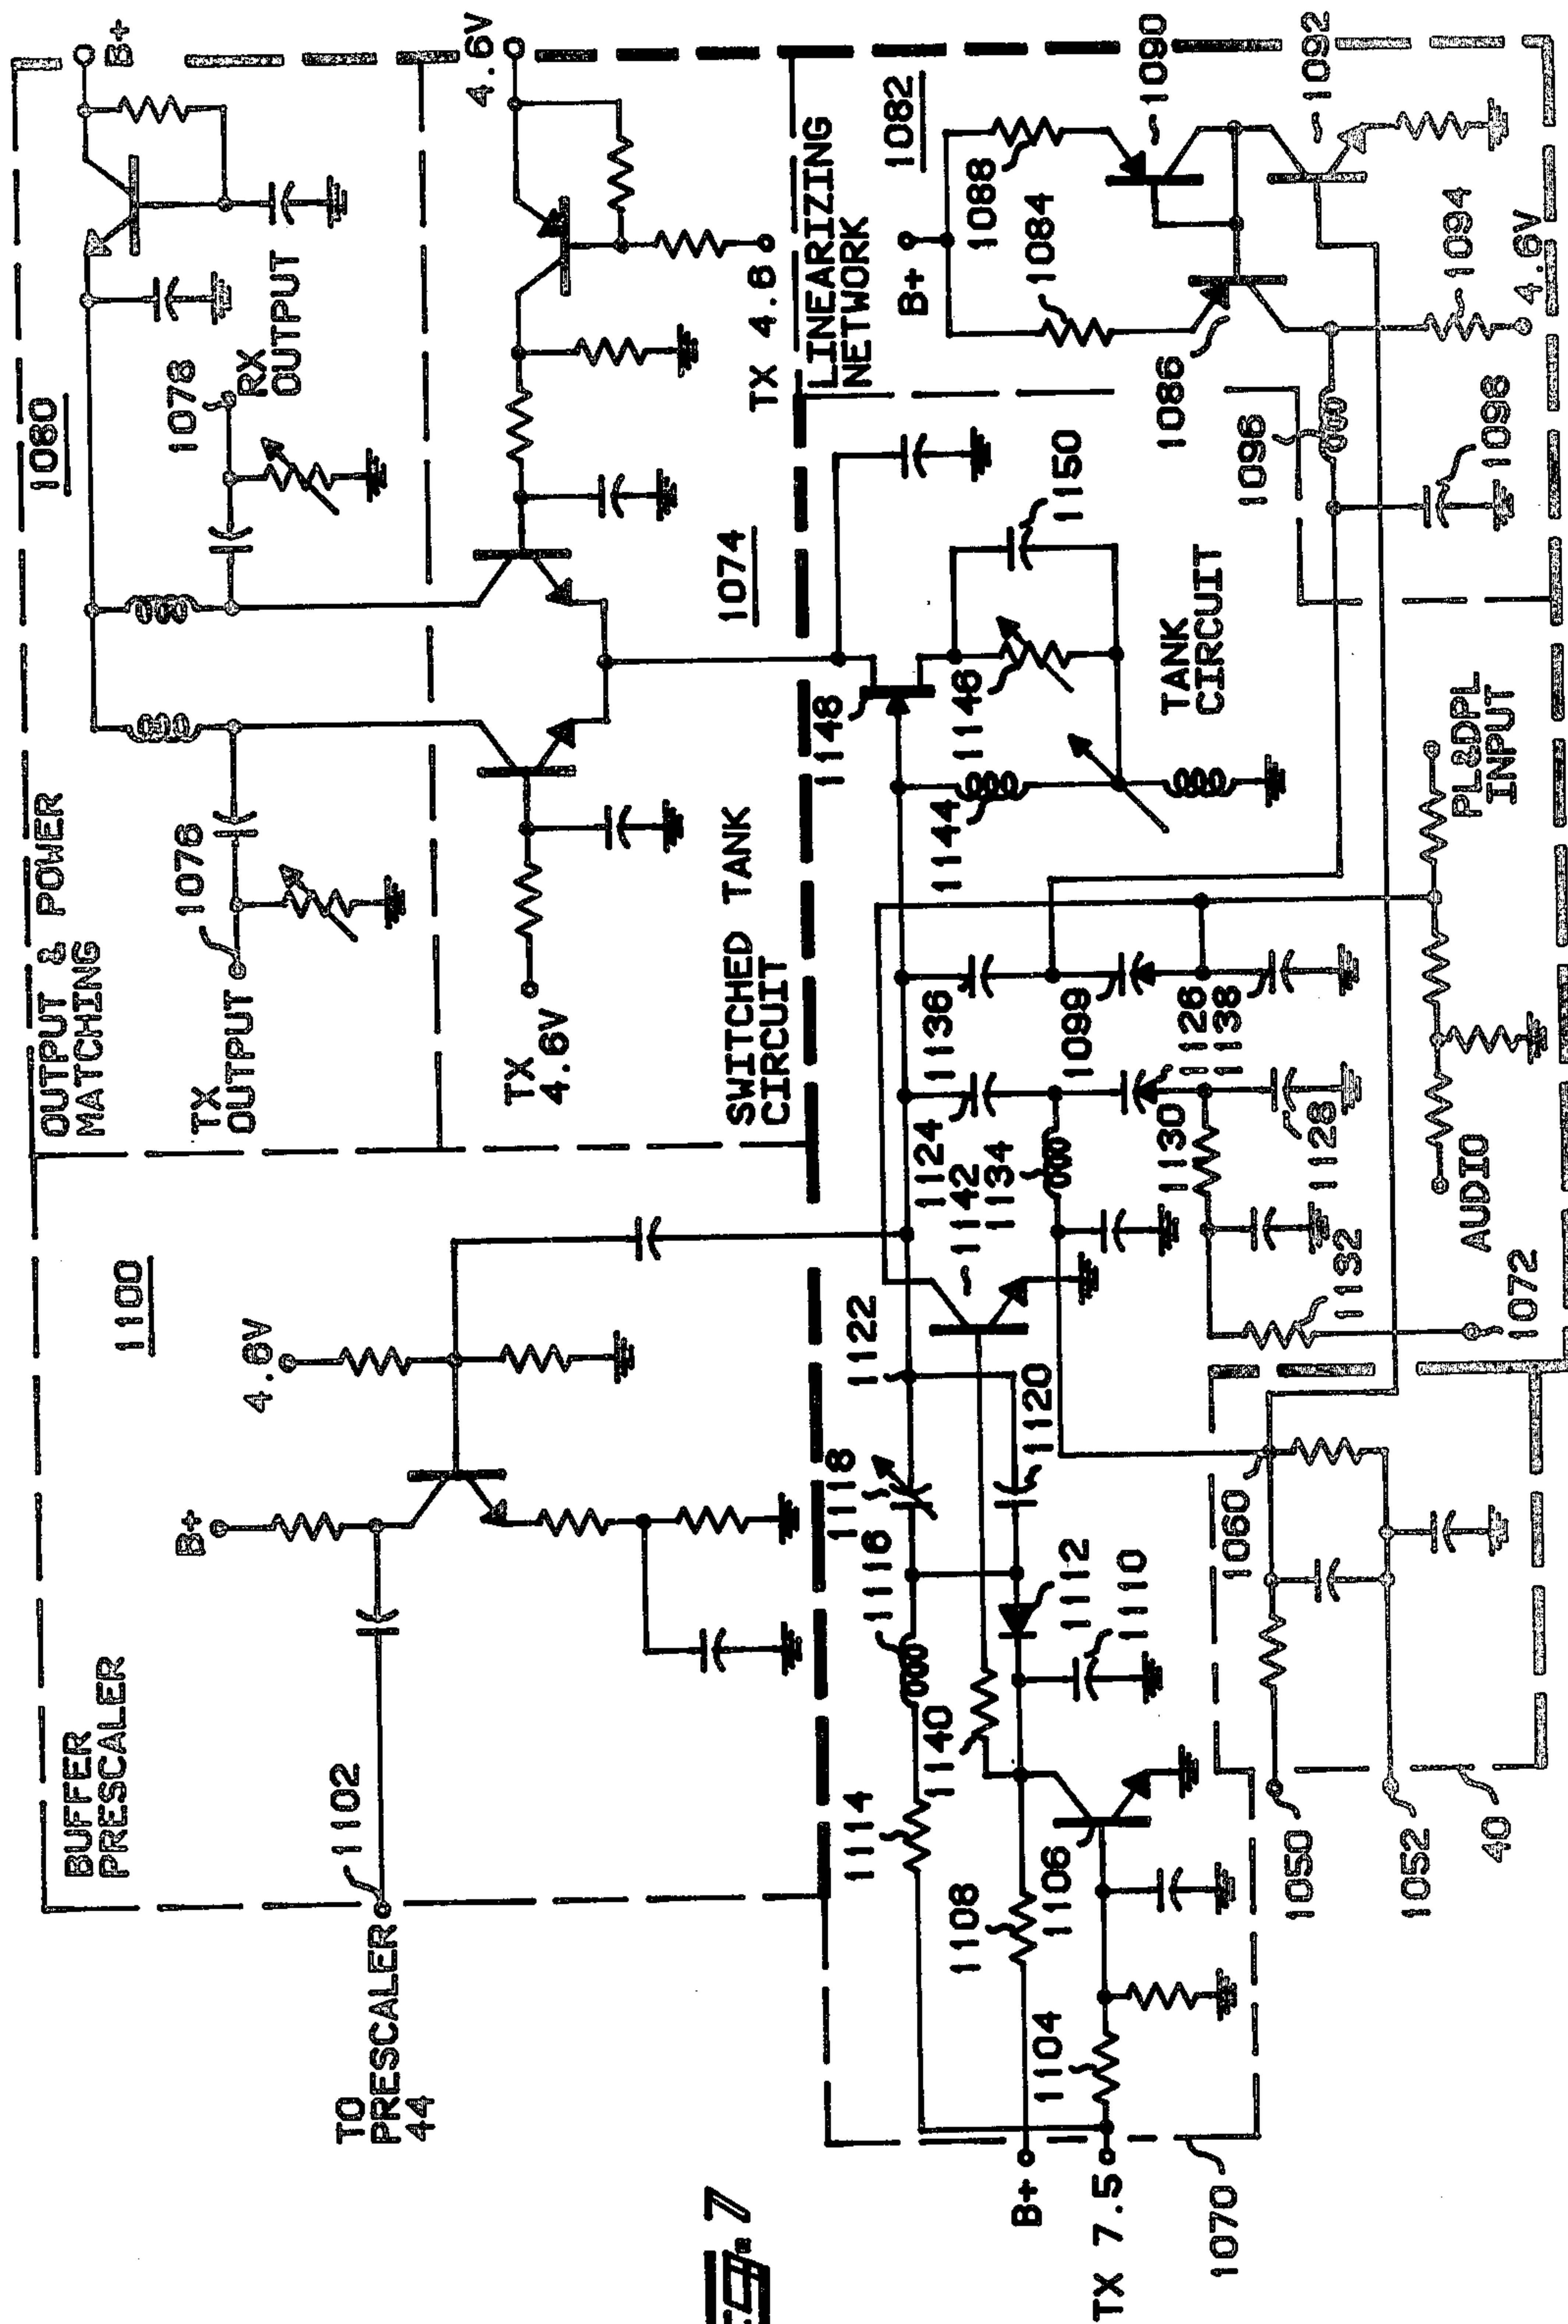 OUTPUT & POWER
MATCHING
1080
B+
1076
1078
TX
OUTPUT
RX
OUTPUT
4.6V
TX
4.6V
SWITCHED TANK
CIRCUIT
1074
TX 4.6
BUFFER
PRESCALER
1100
4.6V
B+
1102
TO
PRESCALER
44
LINEARIZING
NETWORK
1082
B+
1088
1084
1090
1086
1092
1094
4.6V
1096
1098
1148
1150
1146
1144
TANK
CIRCUIT
1136
1099
1126
1138
1124
1142
1134
1130
1128
1132
1122
1120
1118
1116
1112
1110
1140
1114
1108
1106
1104
B+
TX 7.5
1070
1060
1050
1052
40
1072
AUDIO
PL&DPL
INPUT
FIG. 7